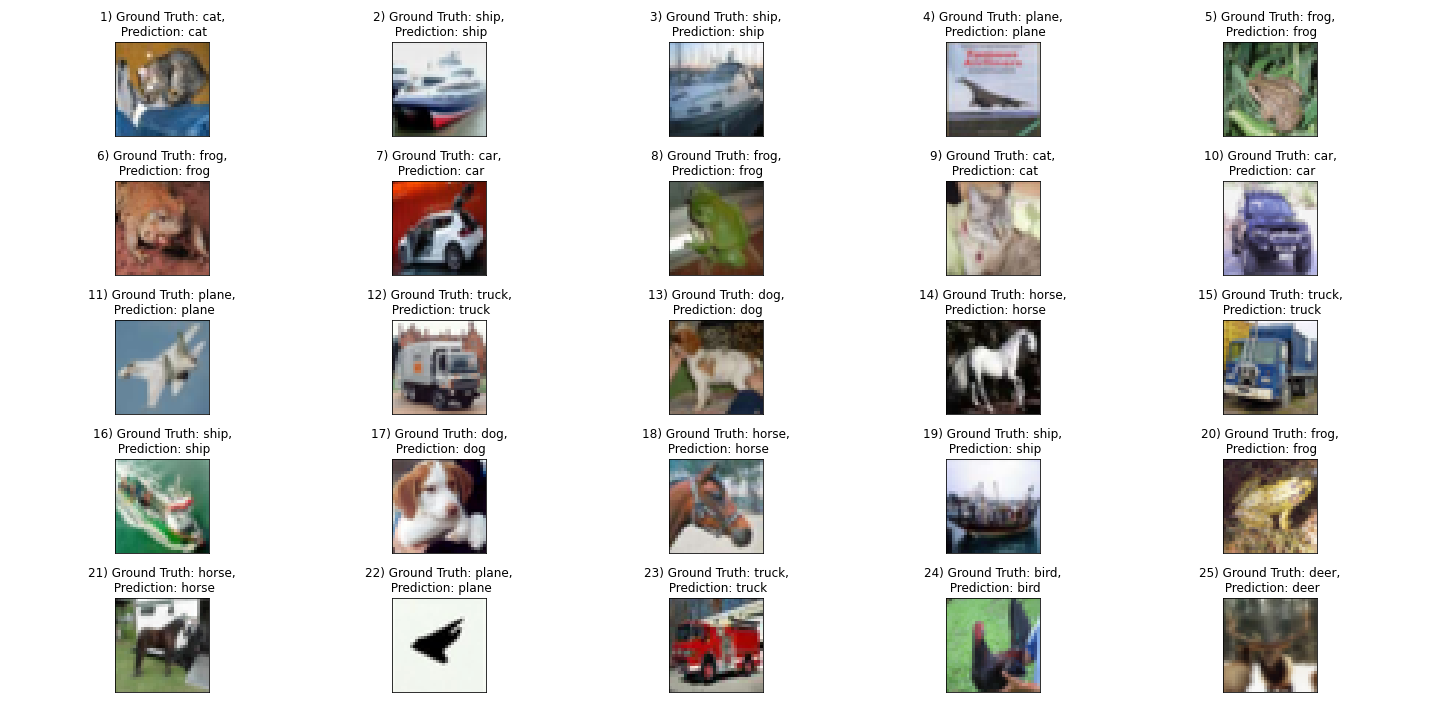 1) Ground Truth: cat,
Prediction: cat
2) Ground Truth: ship,
Prediction: ship
3) Ground Truth: ship,
Prediction: ship
4) Ground Truth: plane,
Prediction: plane
5) Ground Truth: frog,
Prediction: frog
6) Ground Truth: frog,
Prediction: frog
7) Ground Truth: car,
Prediction: car
8) Ground Truth: frog,
Prediction: frog
9) Ground Truth: cat,
Prediction: cat
10) Ground Truth: car,
Prediction: car
11) Ground Truth: plane,
Prediction: plane
12) Ground Truth: truck,
Prediction: truck
13) Ground Truth: dog,
Prediction: dog
14) Ground Truth: horse,
Prediction: horse
15) Ground Truth: truck,
Prediction: truck
16) Ground Truth: ship,
Prediction: ship
17) Ground Truth: dog,
Prediction: dog
18) Ground Truth: horse,
Prediction: horse
19) Ground Truth: ship,
Prediction: ship
20) Ground Truth: frog,
Prediction: frog
21) Ground Truth: horse,
Prediction: horse
22) Ground Truth: plane,
Prediction: plane
23) Ground Truth: truck,
Prediction: truck
24) Ground Truth: bird,
Prediction: bird
25) Ground Truth: deer,
Prediction: deer